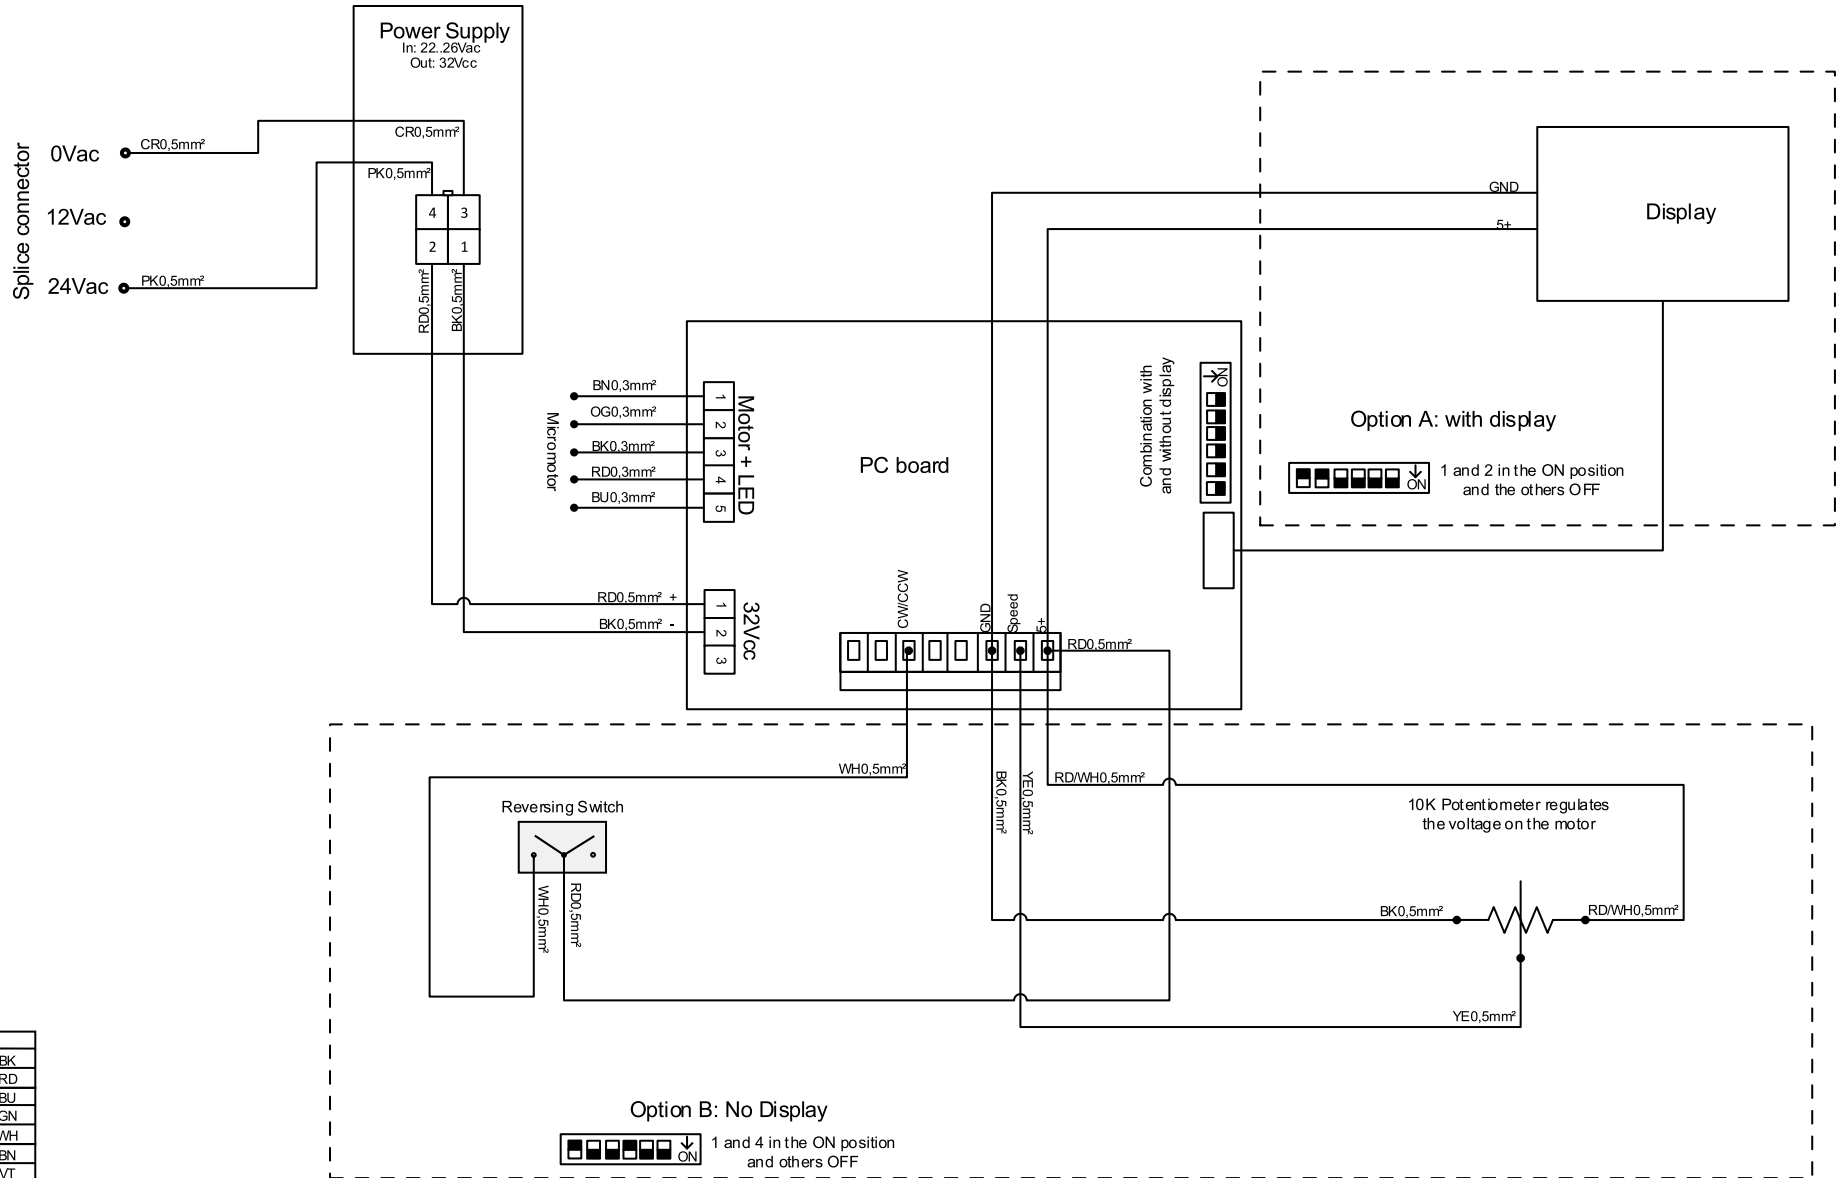 Power Supply
In: 22..26Vac
Out: 32Vcc
Splice connector
0Vac
CR0,5mm²
CR0,5mm²
PK0,5mm²
12Vac
24Vac
PK0,5mm²
4
3
2
1
RD0,5mm²
BK0,5mm²
GND
5+
Display
Option A: with display
ON
1 and 2 in the ON position
and the others OFF
Combination with
and without display
ON
PC board
Micromotor
BN0,3mm²
OG0,3mm²
BK0,3mm²
RD0,3mm²
BU0,3mm²
1
2
3
4
5
Motor + LED
RD0,5mm² +
BK0,5mm² -
1
2
3
32Vcc
CW/CCW
GND
Speed
5+
RD0,5mm²
WH0,5mm²
BK0,5mm²
YE0,5mm²
RD/WH0,5mm²
Reversing Switch
WH0,5mm²
RD0,5mm²
10K Potentiometer regulates
the voltage on the motor
BK0,5mm²
RD/WH0,5mm²
YE0,5mm²
Option B: No Display
ON
1 and 4 in the ON position
and others OFF
BK
RD
BU
GN
WH
BN
VT